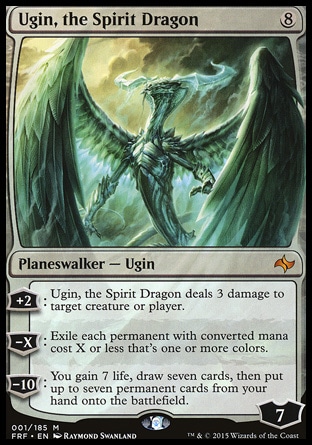 Ugin, the Spirit Dragon 8
Planeswalker — Ugin
+2: Ugin, the Spirit Dragon deals 3 damage to
target creature or player.
-X: Exile each permanent with converted mana
cost X or less that's one or more colors.
-10: You gain 7 life, draw seven cards, then put
up to seven permanent cards from your
hand onto the battlefield.
7
001/185 M
FRF • EN RAYMOND SWANLAND
™ & © 2015 Wizards of the Coast